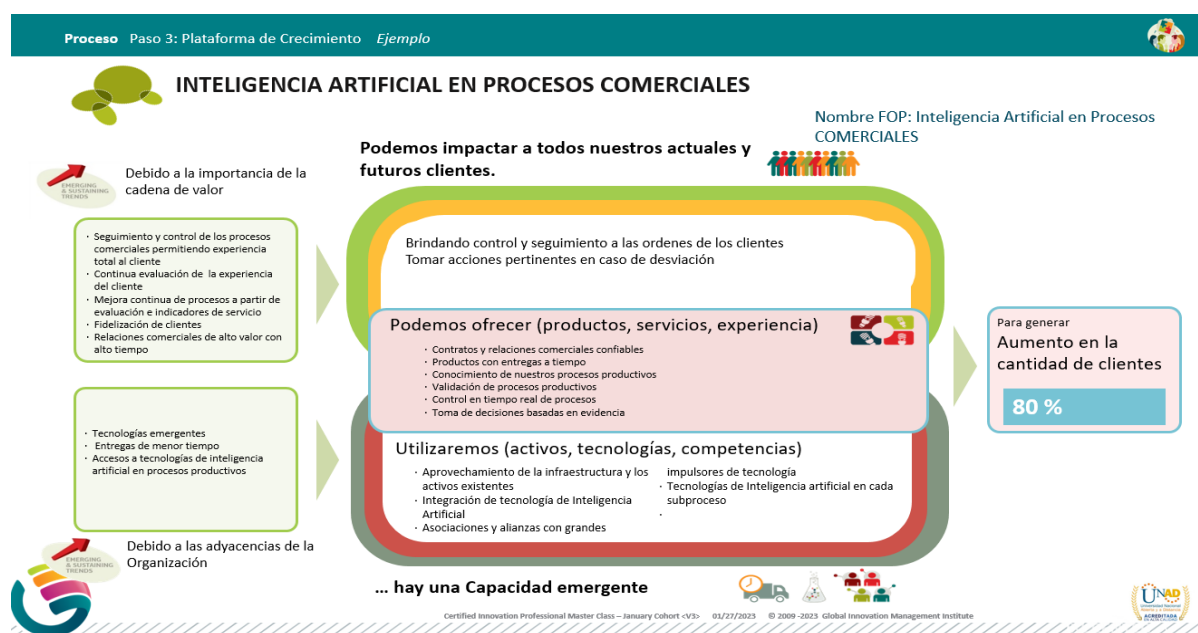 Proceso Paso 3: Plataforma de Crecimiento Ejemplo
INTELIGENCIA ARTIFICIAL EN PROCESOS COMERCIALES
Nombre FOP: Inteligencia Artificial en Procesos
COMERCIALES
Podemos impactar a todos nuestros actuales y
futuros clientes.
EMERGING
& SUSTAINING
TRENDS
Debido a la importancia de la
cadena de valor
· Seguimiento y control de los procesos
comerciales permitiendo experiencia
total al cliente
· Continua evaluación de la experiencia
del cliente
· Mejora continua de procesos a partir de
evaluación e indicadores de servicio
· Fidelización de clientes
· Relaciones comerciales de alto valor con
alto tiempo
· Tecnologías emergentes
· Entregas de menor tiempo
· Accesos a tecnologías de inteligencia
artificial en procesos productivos
EMERGING
& SUSTAINING
TRENDS
Debido a las adyacencias de la
Organización
Brindando control y seguimiento a las ordenes de los clientes
Tomar acciones pertinentes en caso de desviación
Podemos ofrecer (productos, servicios, experiencia)
· Contratos y relaciones comerciales confiables
· Productos con entregas a tiempo
· Conocimiento de nuestros procesos productivos
· Validación de procesos productivos
· Control en tiempo real de procesos
· Toma de decisiones basadas en evidencia
Utilizaremos (activos, tecnologías, competencias)
· Aprovechamiento de la infraestructura y los
activos existentes
· Integración de tecnología de Inteligencia
Artificial
· Asociaciones y alianzas con grandes
impulsores de tecnología
· Tecnologías de Inteligencia artificial en cada
subproceso
·
... hay una Capacidad emergente
Para generar
Aumento en la
cantidad de clientes
80 %
Certified Innovation Professional Master Class – January Cohort <V3> 01/27/2023 © 2009 -2023 Global Innovation Management Institute
UNAD
Universidad Nacional
Abierta y a Distancia
ACREDITADA
EN ALTA CALIDAD